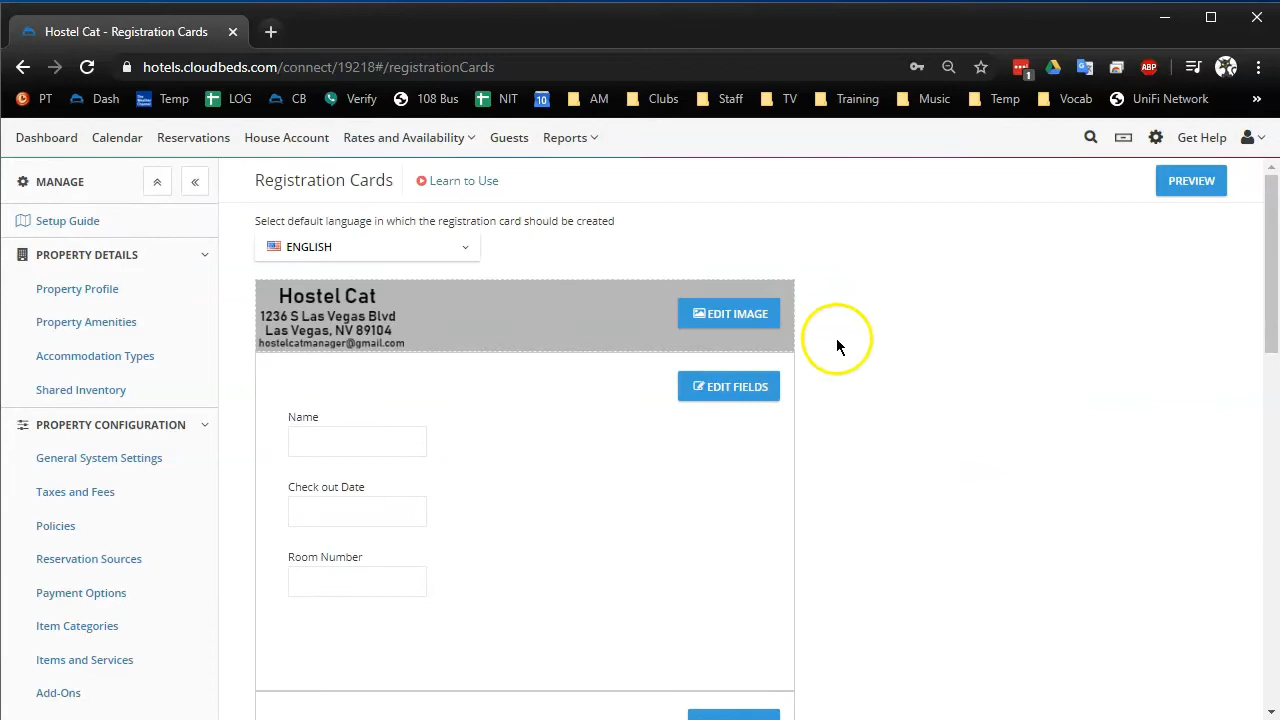 Hostel Cat - Registration Cards
hotels.cloudbeds.com/connect/19218#/registrationCards
1
ABP
PT Dash Temp LOG CB Verify 108 Bus NIT 10 AM Clubs Staff TV Training Music Temp Vocab UniFi Network »
Dashboard Calendar Reservations House Account Rates and Availability Guests Reports Get Help
MANAGE
Setup Guide
PROPERTY DETAILS
Property Profile
Property Amenities
Accommodation Types
Shared Inventory
PROPERTY CONFIGURATION
General System Settings
Taxes and Fees
Policies
Reservation Sources
Payment Options
Item Categories
Items and Services
Add-Ons
Registration Cards Learn to Use PREVIEW
Select default language in which the registration card should be created
ENGLISH
Hostel Cat
1236 S Las Vegas Blvd
Las Vegas, NV 89104
hostelcatmanager@gmail.com
EDIT IMAGE
EDIT FIELDS
Name
Check out Date
Room Number